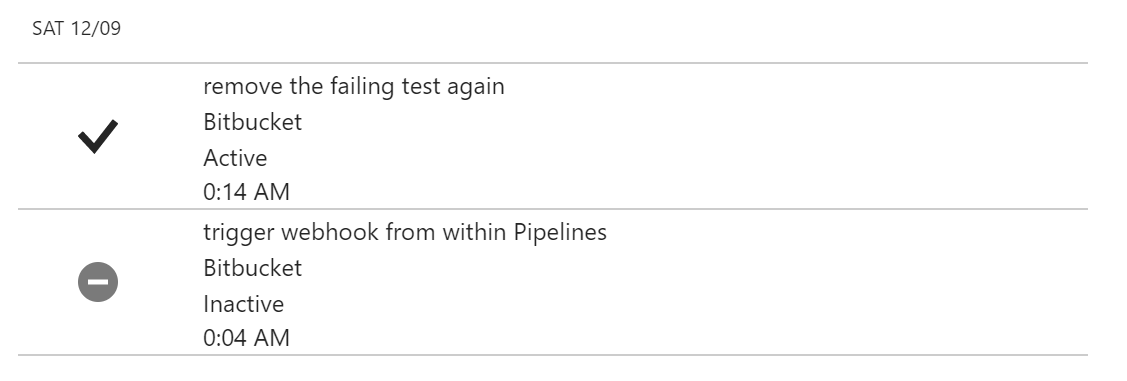 SAT 12/09
remove the failing test again
Bitbucket
Active
0:14 AM
trigger webhook from within Pipelines
Bitbucket
Inactive
0:04 AM